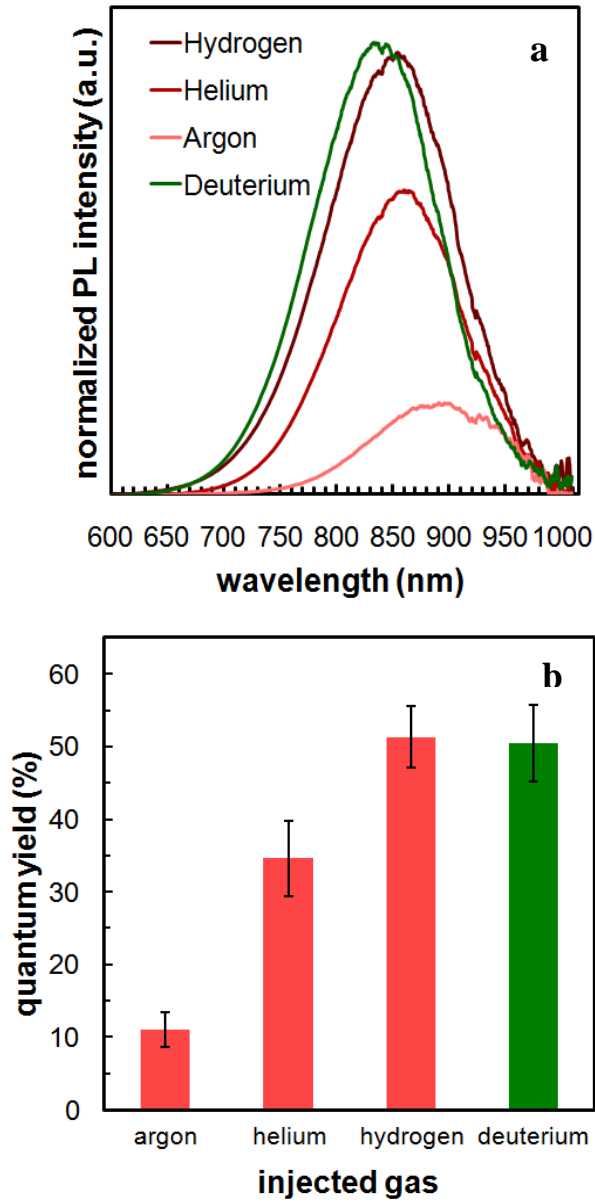 a
Hydrogen
Helium
Argon
Deuterium
normalized PL intensity (a.u.)
600 650 700 750 800 850 900 950 1000
wavelength (nm)
b
60
50
40
30
20
10
0
quantum yield (%)
argon helium hydrogen deuterium
injected gas